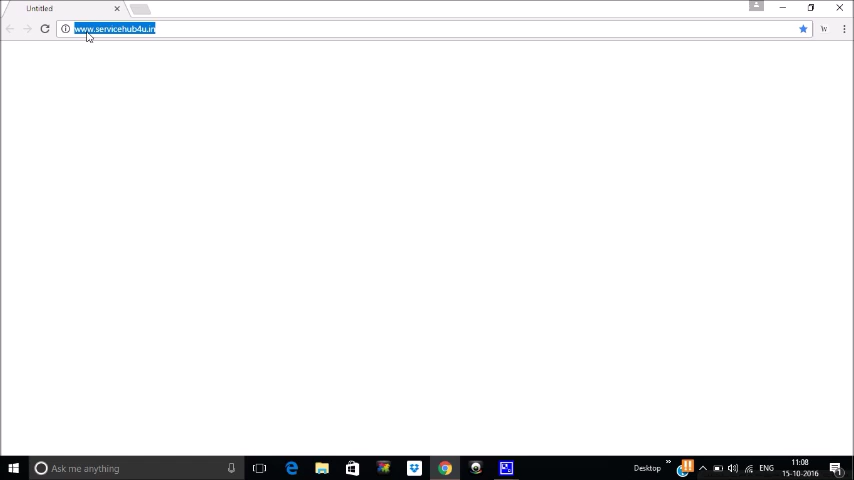 Untitled
www.servicehub4u.in
Ask me anything
Desktop
ENG
11:08
15-10-2016